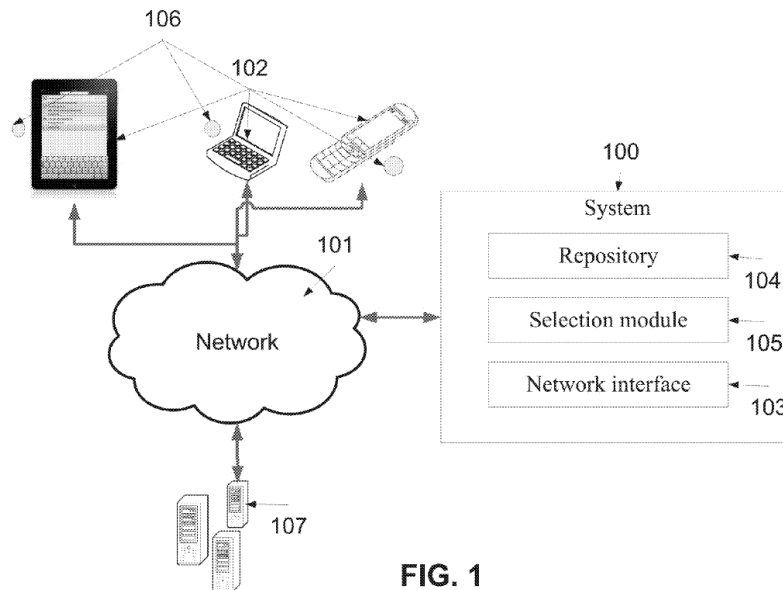 106
102
100
System
Repository
104
Selection module
105
Network interface
103
101
Network
107
FIG. 1